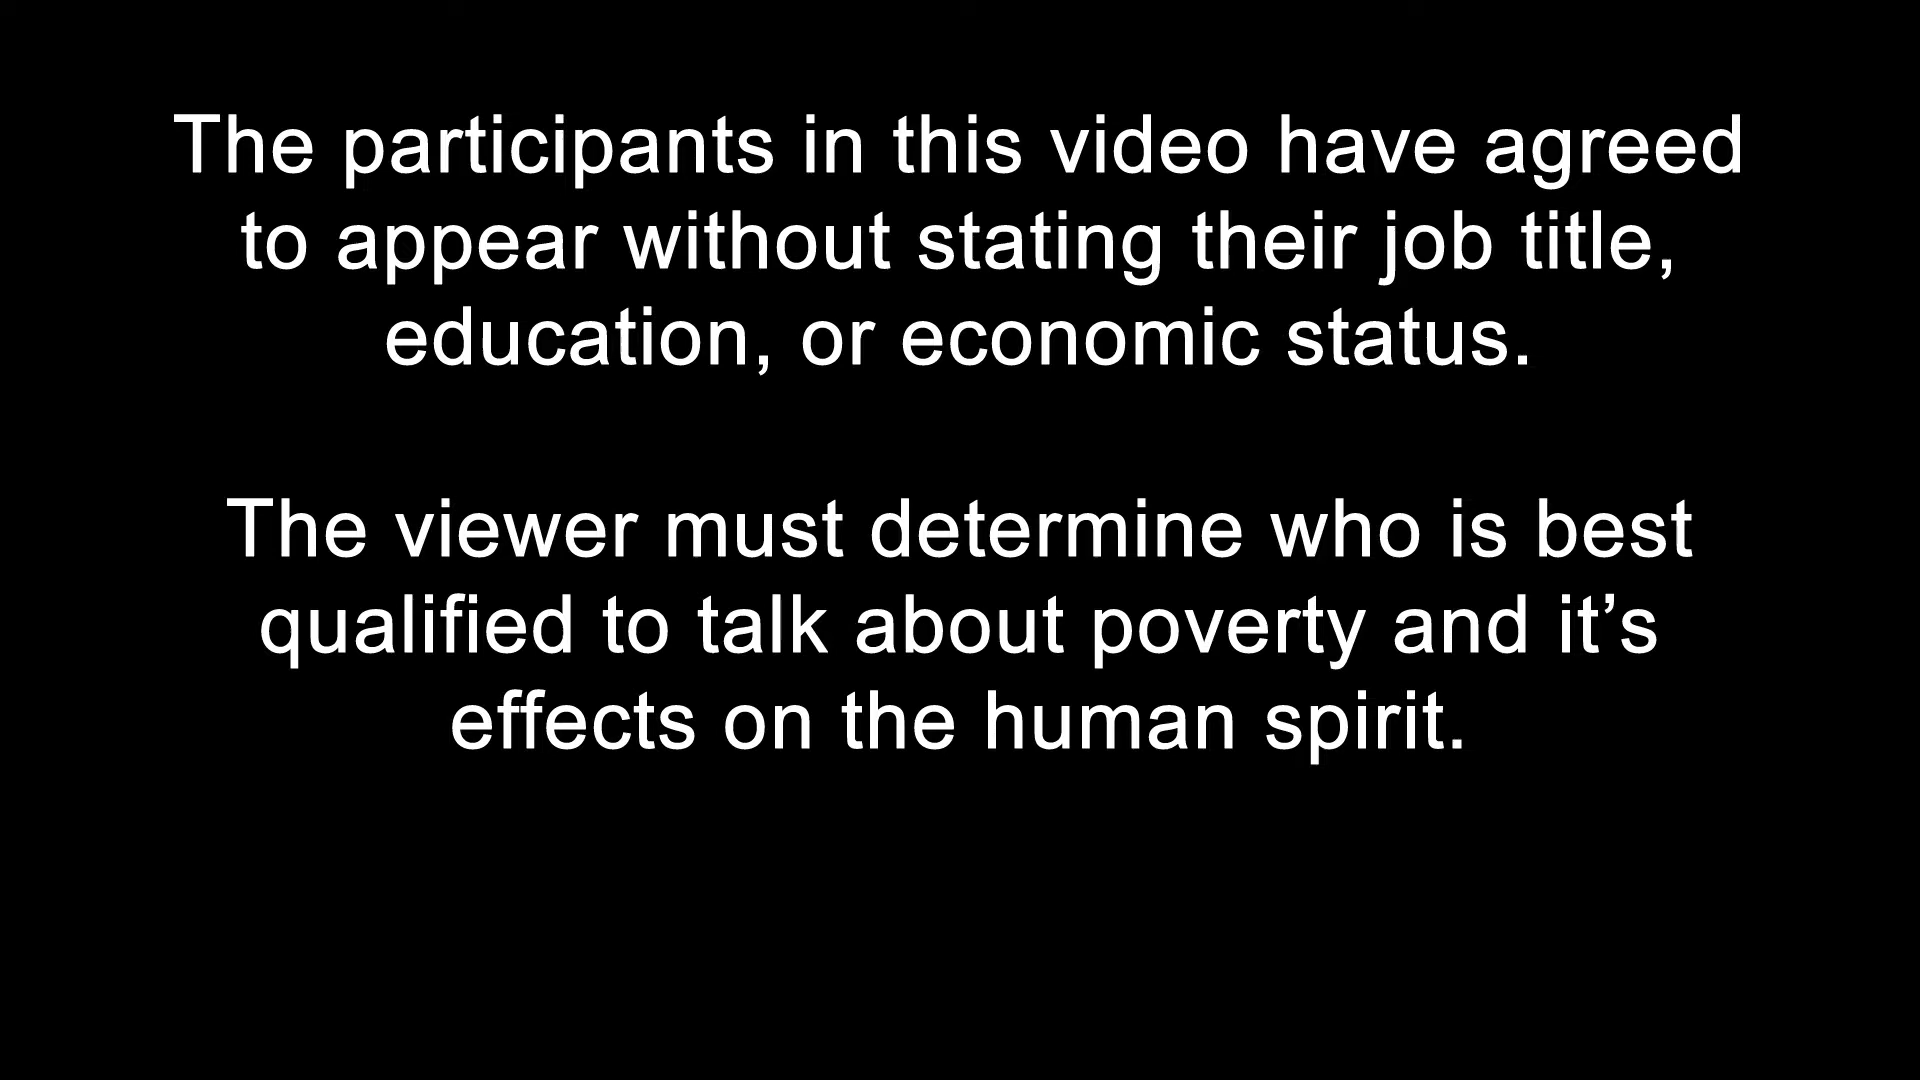 The participants in this video have agreed
to appear without stating their job title,
education, or economic status.
The viewer must determine who is best
qualified to talk about poverty and it’s
effects on the human spirit.